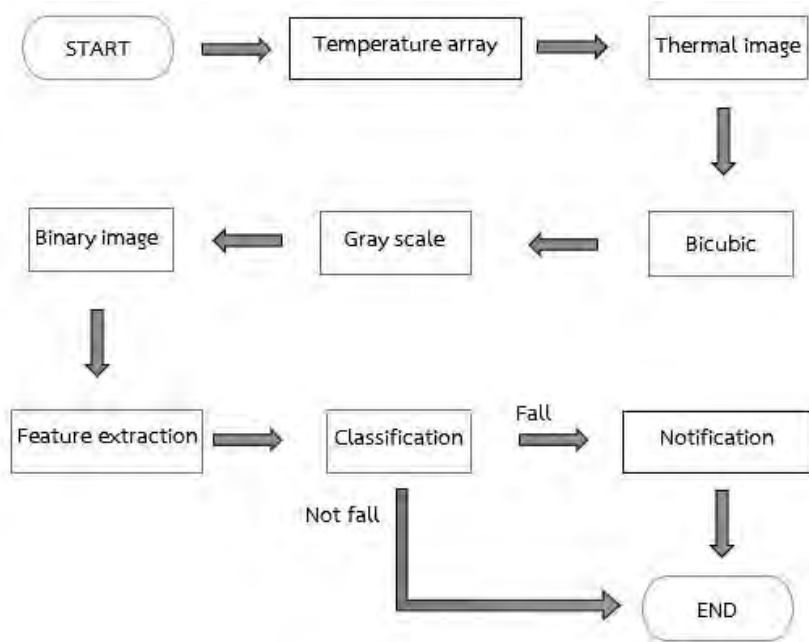 START
Temperature array
Thermal image
Binary image
Gray scale
Bicubic
Feature extraction
Classification
Fall
Notification
Not fall
END